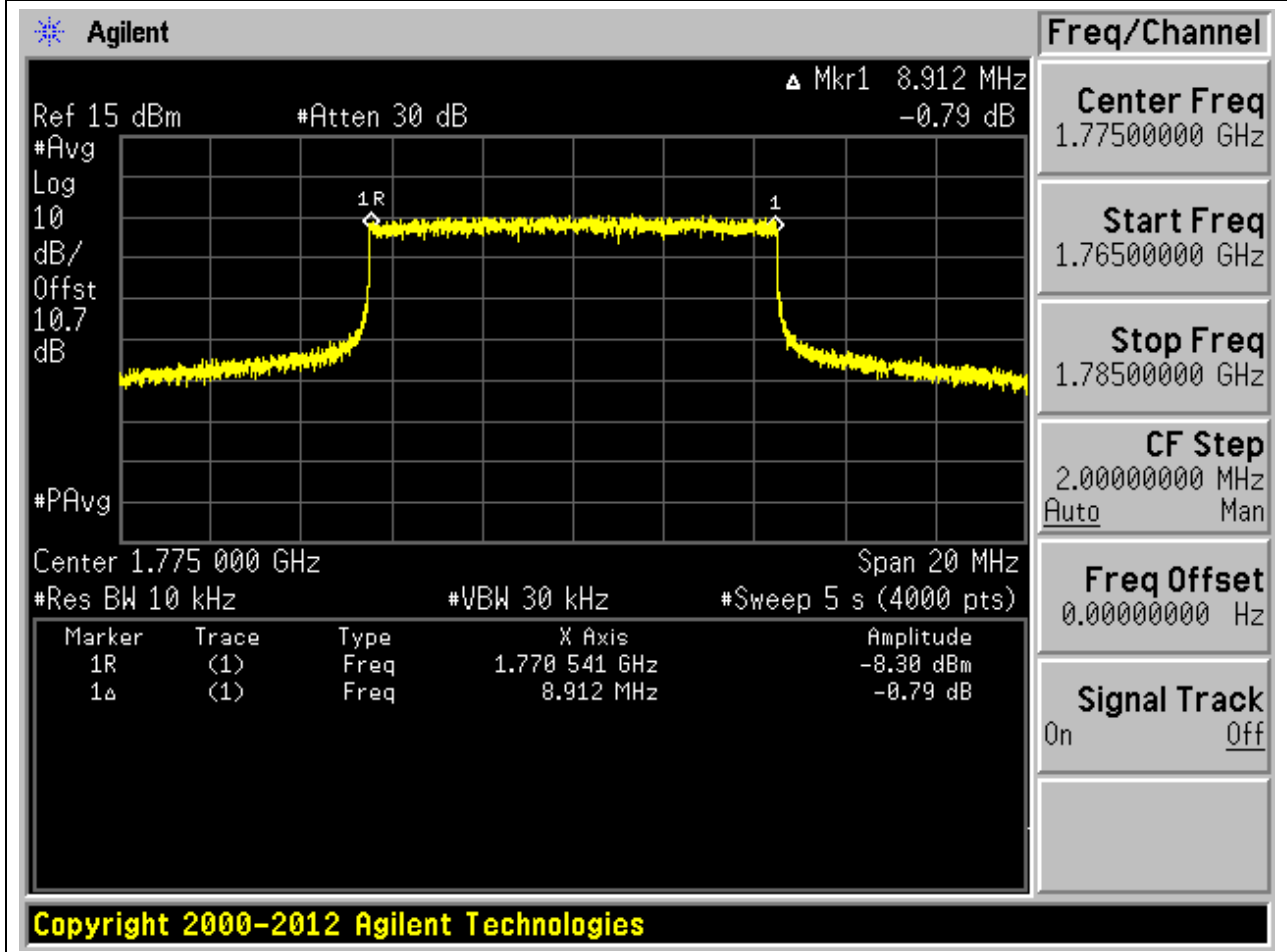 Agilent
Δ Mkr1 8.912 MHz
Ref 15 dBm #Atten 30 dB -0.79 dB
#Avg
Log
10
dB/
Offst
10.7
dB
1R
1
#PAvg
Center 1.775 000 GHz Span 20 MHz
#Res BW 10 kHz #VBW 30 kHz #Sweep 5 s (4000 pts)
Marker Trace Type X Axis Amplitude
1R (1) Freq 1.770 541 GHz -8.30 dBm
1Δ (1) Freq 8.912 MHz -0.79 dB
Freq/Channel
Center Freq
1.77500000 GHz
Start Freq
1.76500000 GHz
Stop Freq
1.78500000 GHz
CF Step
2.00000000 MHz
Auto Man
Freq Offset
0.00000000 Hz
Signal Track
On Off
Copyright 2000-2012 Agilent Technologies